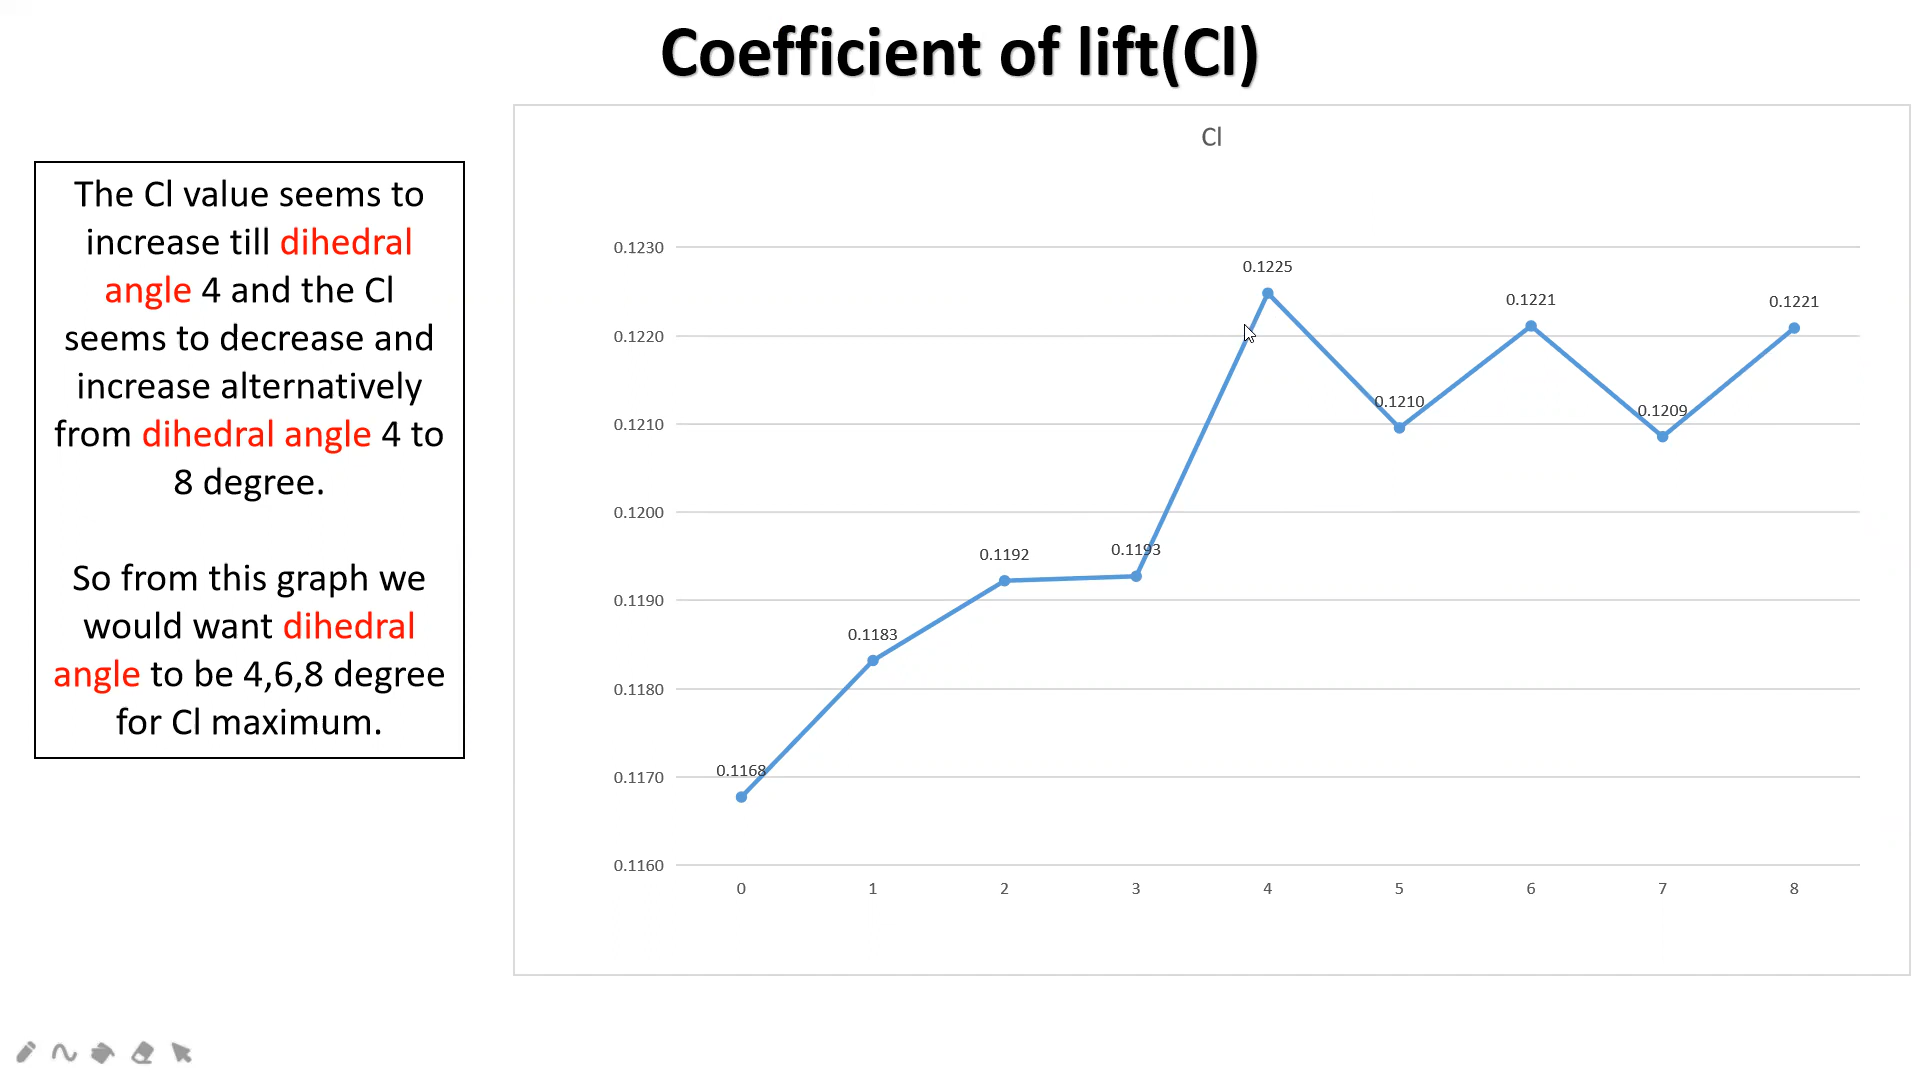 Coefficient of lift(Cl)
The Cl value seems to
increase till dihedral
angle 4 and the Cl
seems to decrease and
increase alternatively
from dihedral angle 4 to
8 degree.
So from this graph we
would want dihedral
angle to be 4,6,8 degree
for Cl maximum.
Cl
0.1230
0.1220
0.1210
0.1200
0.1190
0.1180
0.1170
0.1160
0.1168
0.1183
0.1192
0.1193
0.1225
0.1210
0.1221
0.1209
0.1221
0 1 2 3 4 5 6 7 8